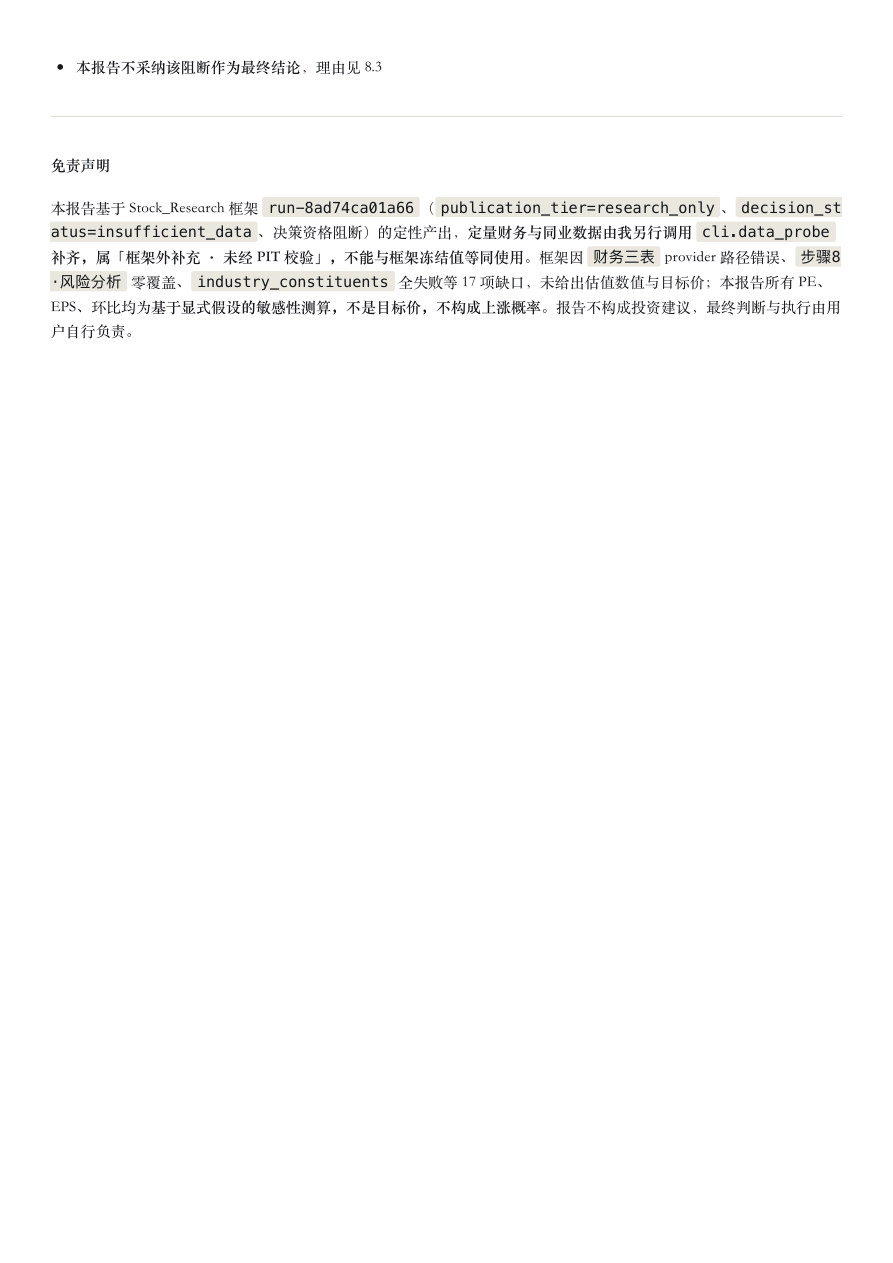 • 本报告不采纳该阻断作为最终结论，理由见 8.3
免责声明
本报告基于 Stock_Research 框架 run-8ad74ca01a66 （ publication_tier=research_only 、 decision_st
atus=insufficient_data 、决策资格阻断）的定性产出，定量财务与同业数据由我另行调用 cli.data_probe
补齐，属「框架外补充 · 未经 PIT 校验」，不能与框架冻结值等同使用。框架因 财务三表 provider 路径错误、 步骤8
·风险分析 零覆盖、 industry_constituents 全失败等 17 项缺口，未给出估值数值与目标价；本报告所有 PE、
EPS、环比均为基于显式假设的敏感性测算，不是目标价，不构成上涨概率。报告不构成投资建议，最终判断与执行由用
户自行负责。